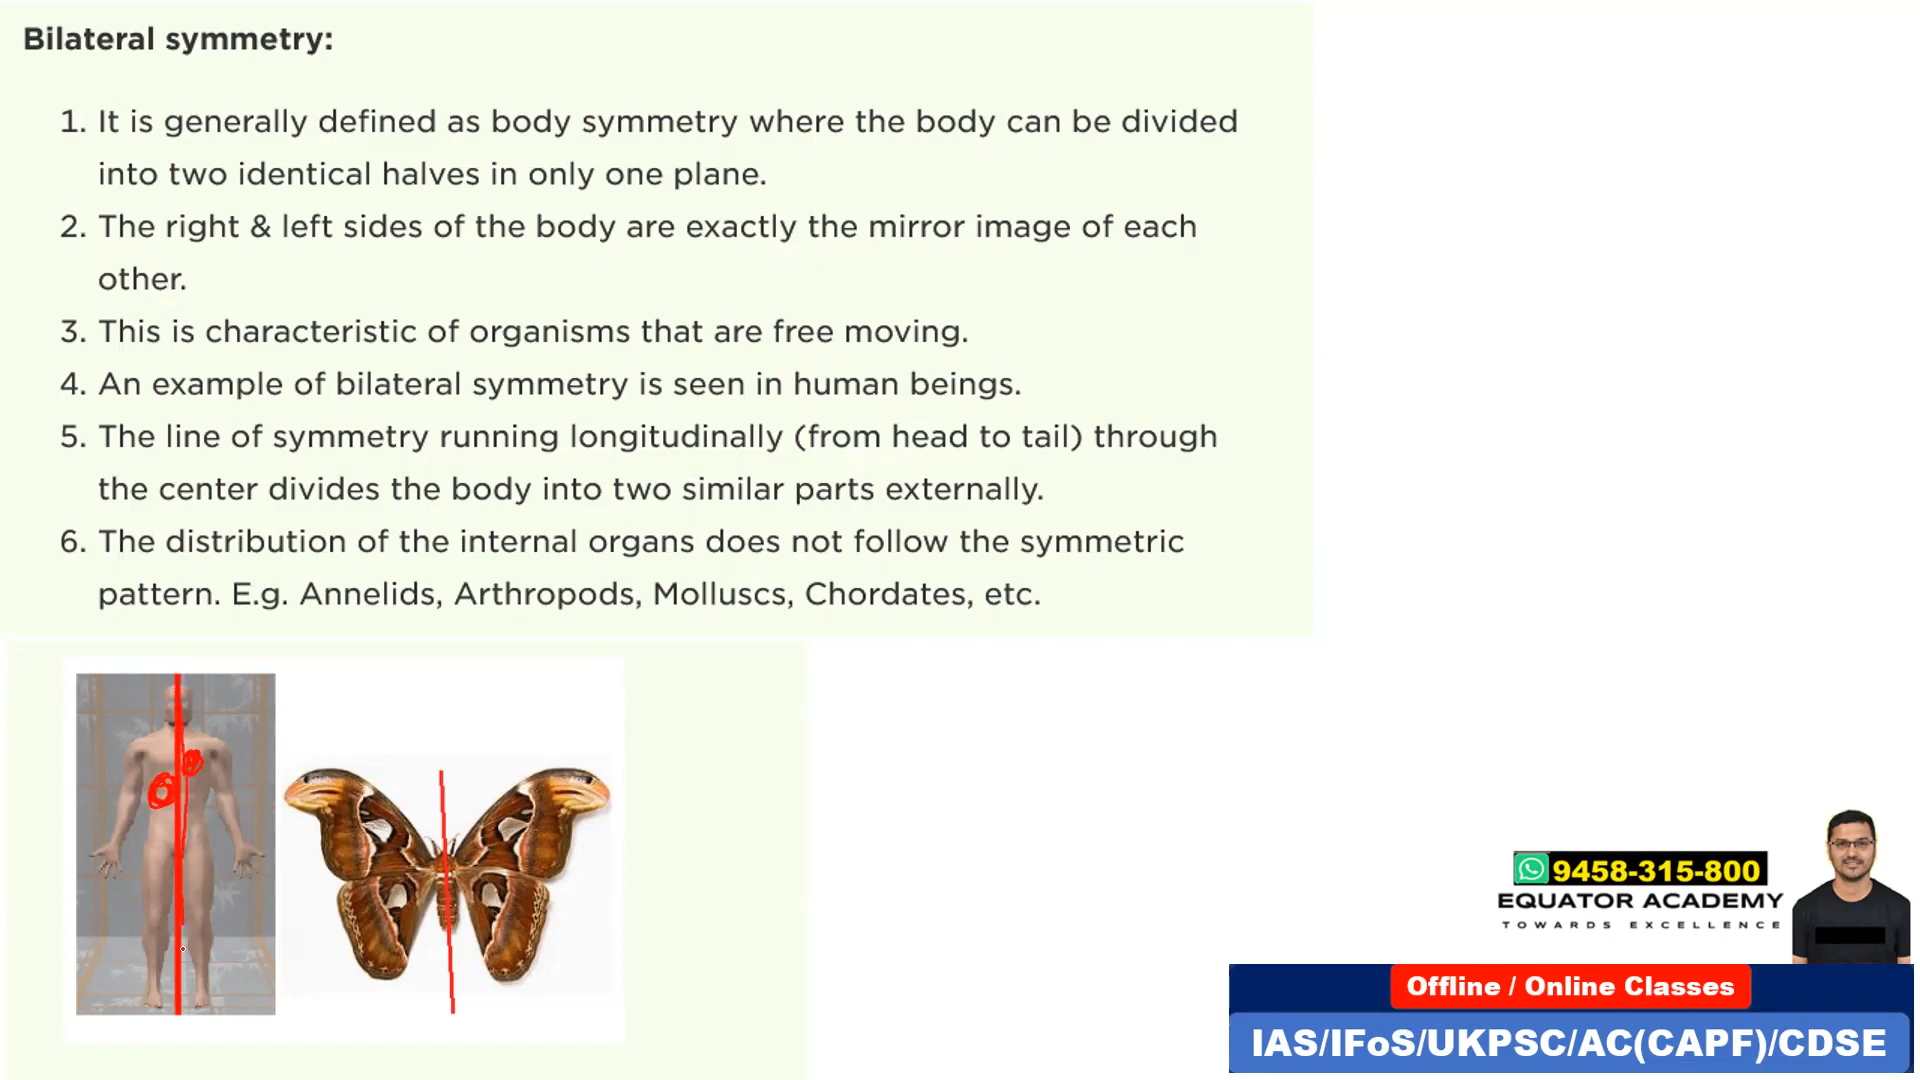 Bilateral symmetry:
1. It is generally defined as body symmetry where the body can be divided
into two identical halves in only one plane.
2. The right & left sides of the body are exactly the mirror image of each
other.
3. This is characteristic of organisms that are free moving.
4. An example of bilateral symmetry is seen in human beings.
5. The line of symmetry running longitudinally (from head to tail) through
the center divides the body into two similar parts externally.
6. The distribution of the internal organs does not follow the symmetric
pattern. E.g. Annelids, Arthropods, Molluscs, Chordates, etc.
9458-315-800
EQUATOR ACADEMY
TOWARDS EXCELLENCE
Offline / Online Classes
IAS/IFoS/UKPSC/AC(CAPF)/CDSE